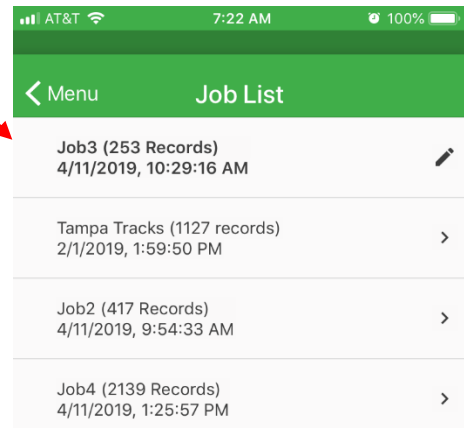 AT&T 7:22 AM 100%
Menu Job List
Job3 (253 Records)
4/11/2019, 10:29:16 AM
Tampa Tracks (1127 records)
2/1/2019, 1:59:50 PM
Job2 (417 Records)
4/11/2019, 9:54:33 AM
Job4 (2139 Records)
4/11/2019, 1:25:57 PM